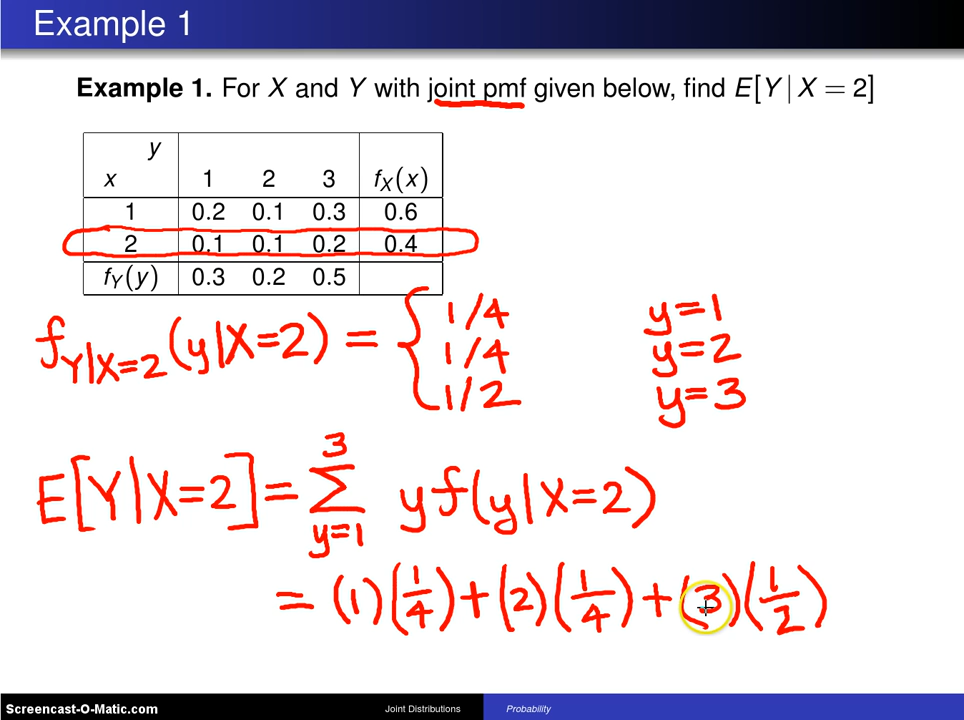 Example 1
Example 1. For X and Y with joint pmf given below, find E[Y | X = 2]
y
x 1 2 3 fX(x)
1 0.2 0.1 0.3 0.6
2 0.1 0.1 0.2 0.4
fY(y) 0.3 0.2 0.5
fY|X=2(y|X=2) = { 1/4 y=1
1/4 y=2
1/2 y=3
E[Y|X=2] = 3∑y=1 yf(y|X=2)
= (1)(1/4) + (2)(1/4) + (3)(1/2)
Screencast-O-Matic.com Joint Distributions Probability